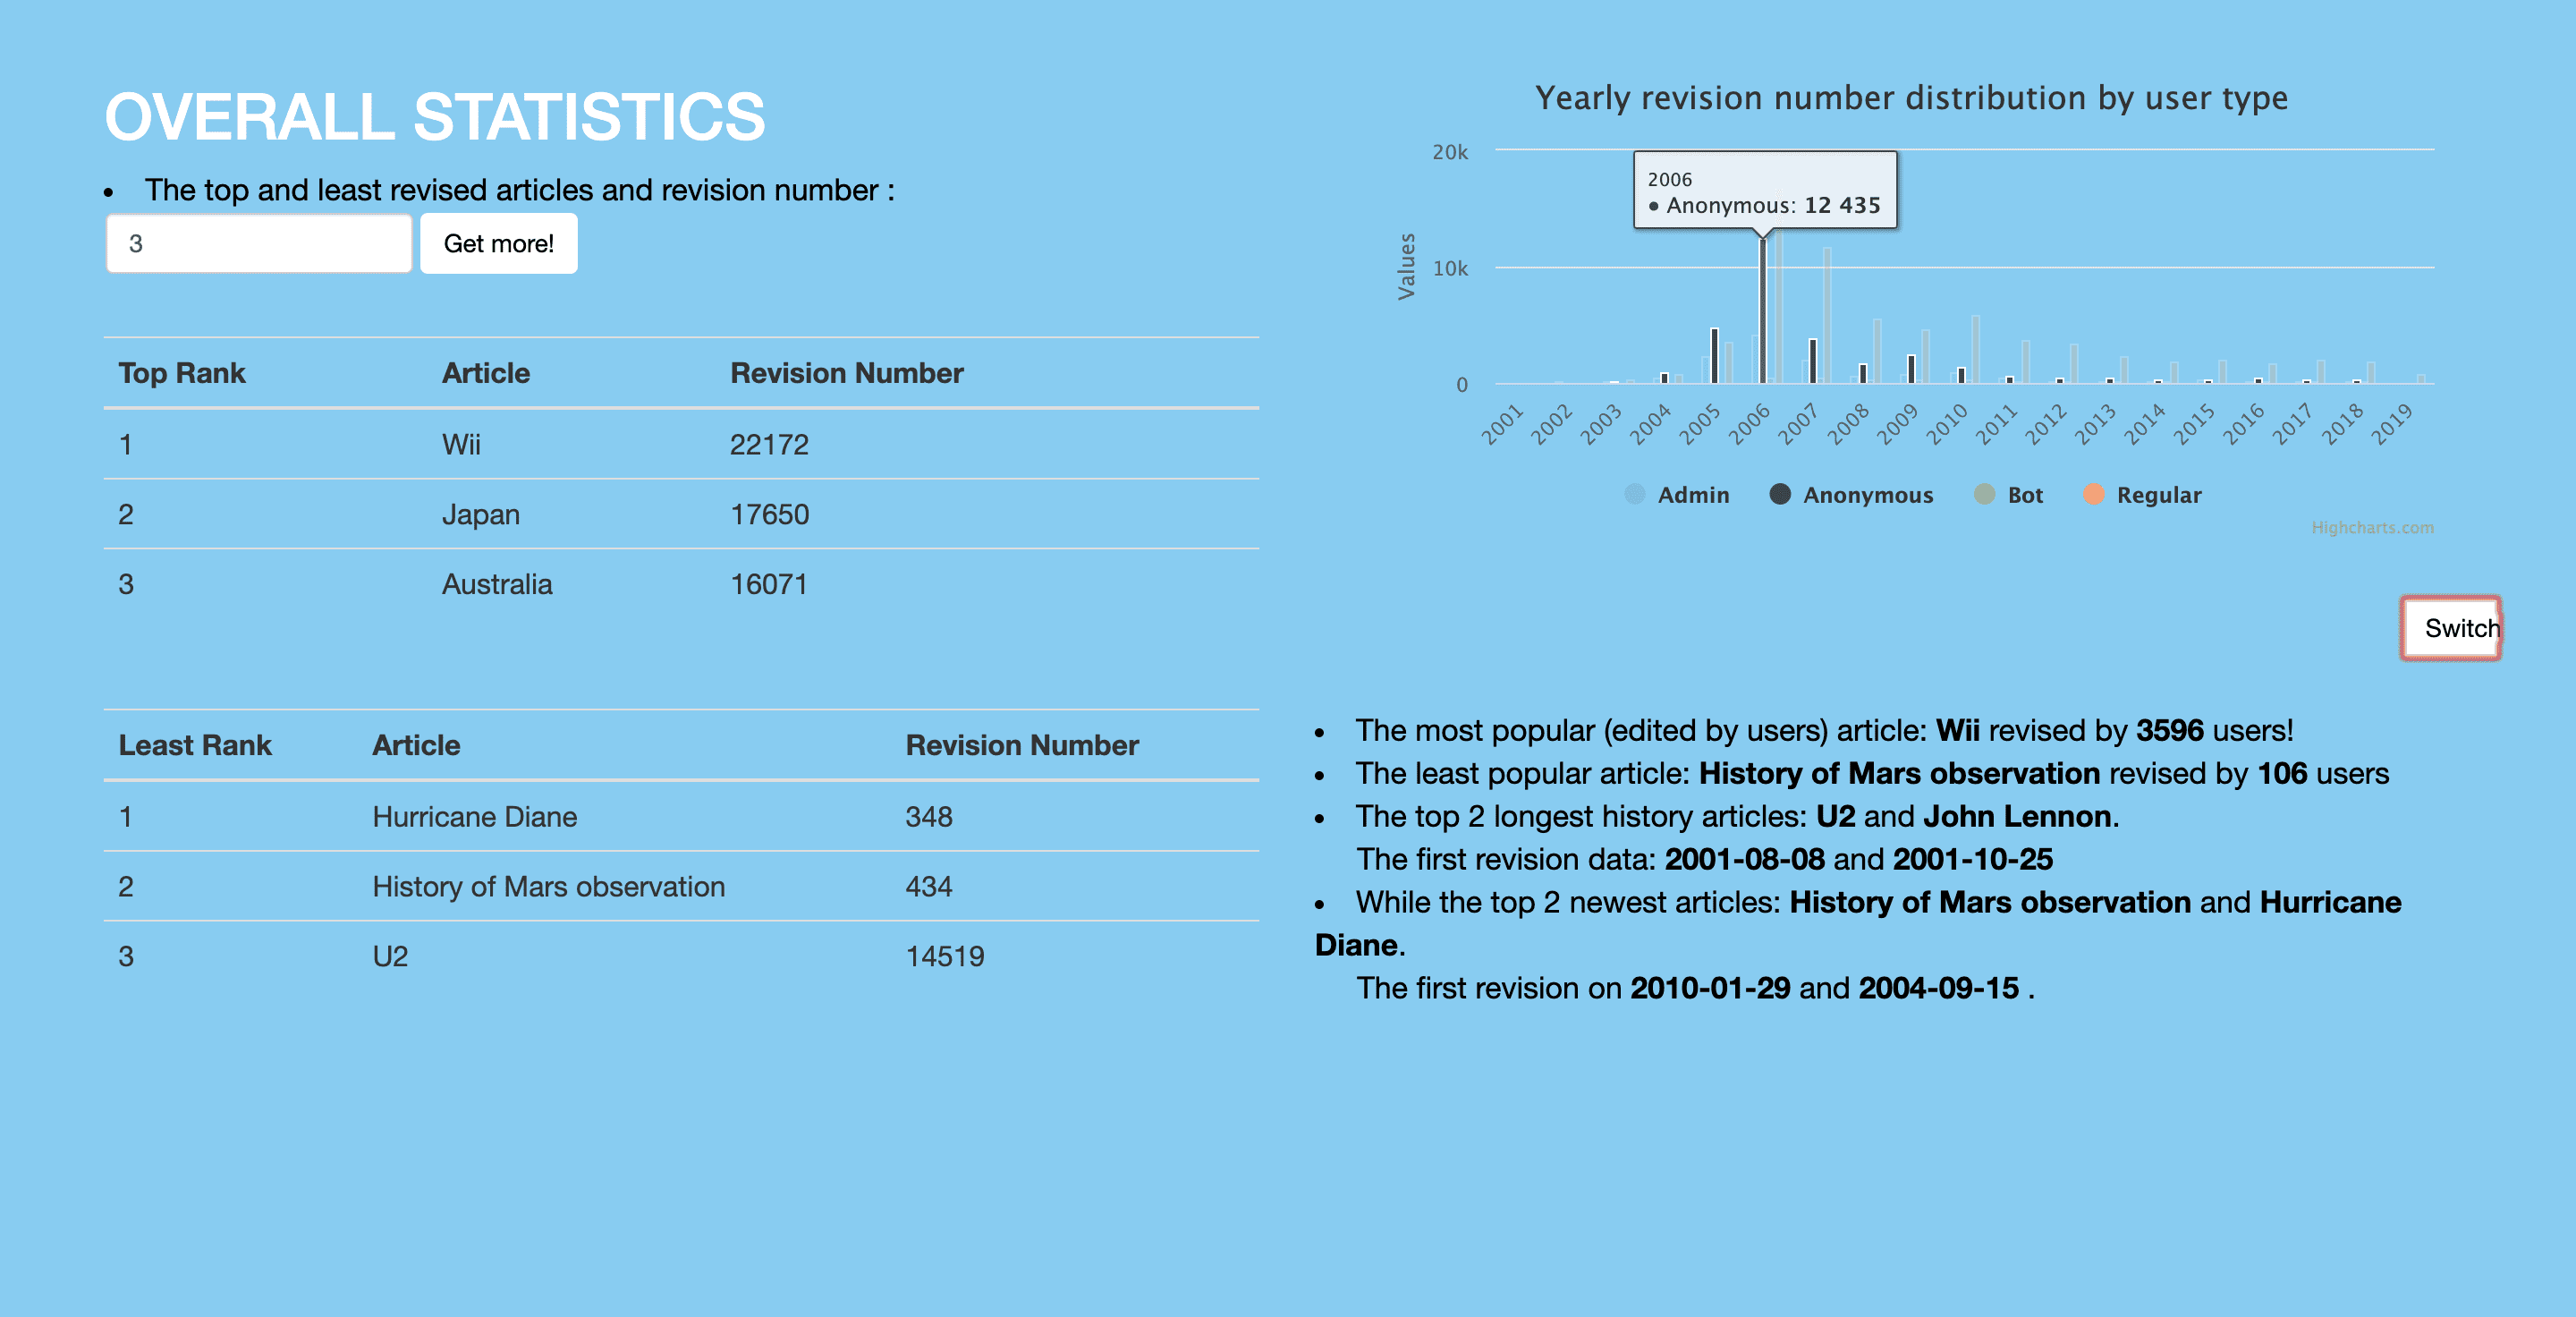 OVERALL STATISTICS
• The top and least revised articles and revision number :
3 Get more!
Top Rank Article Revision Number
1 Wii 22172
2 Japan 17650
3 Australia 16071
Least Rank Article Revision Number
1 Hurricane Diane 348
2 History of Mars observation 434
3 U2 14519
Yearly revision number distribution by user type
20k
10k
0
Values
2006
● Anonymous: 12 435
2001 2002 2003 2004 2005 2006 2007 2008 2009 2010 2011 2012 2013 2014 2015 2016 2017 2018 2019
Admin Anonymous Bot Regular
Highcharts.com
Switch
• The most popular (edited by users) article: Wii revised by 3596 users!
• The least popular article: History of Mars observation revised by 106 users
• The top 2 longest history articles: U2 and John Lennon.
The first revision data: 2001-08-08 and 2001-10-25
• While the top 2 newest articles: History of Mars observation and Hurricane
Diane.
The first revision on 2010-01-29 and 2004-09-15 .